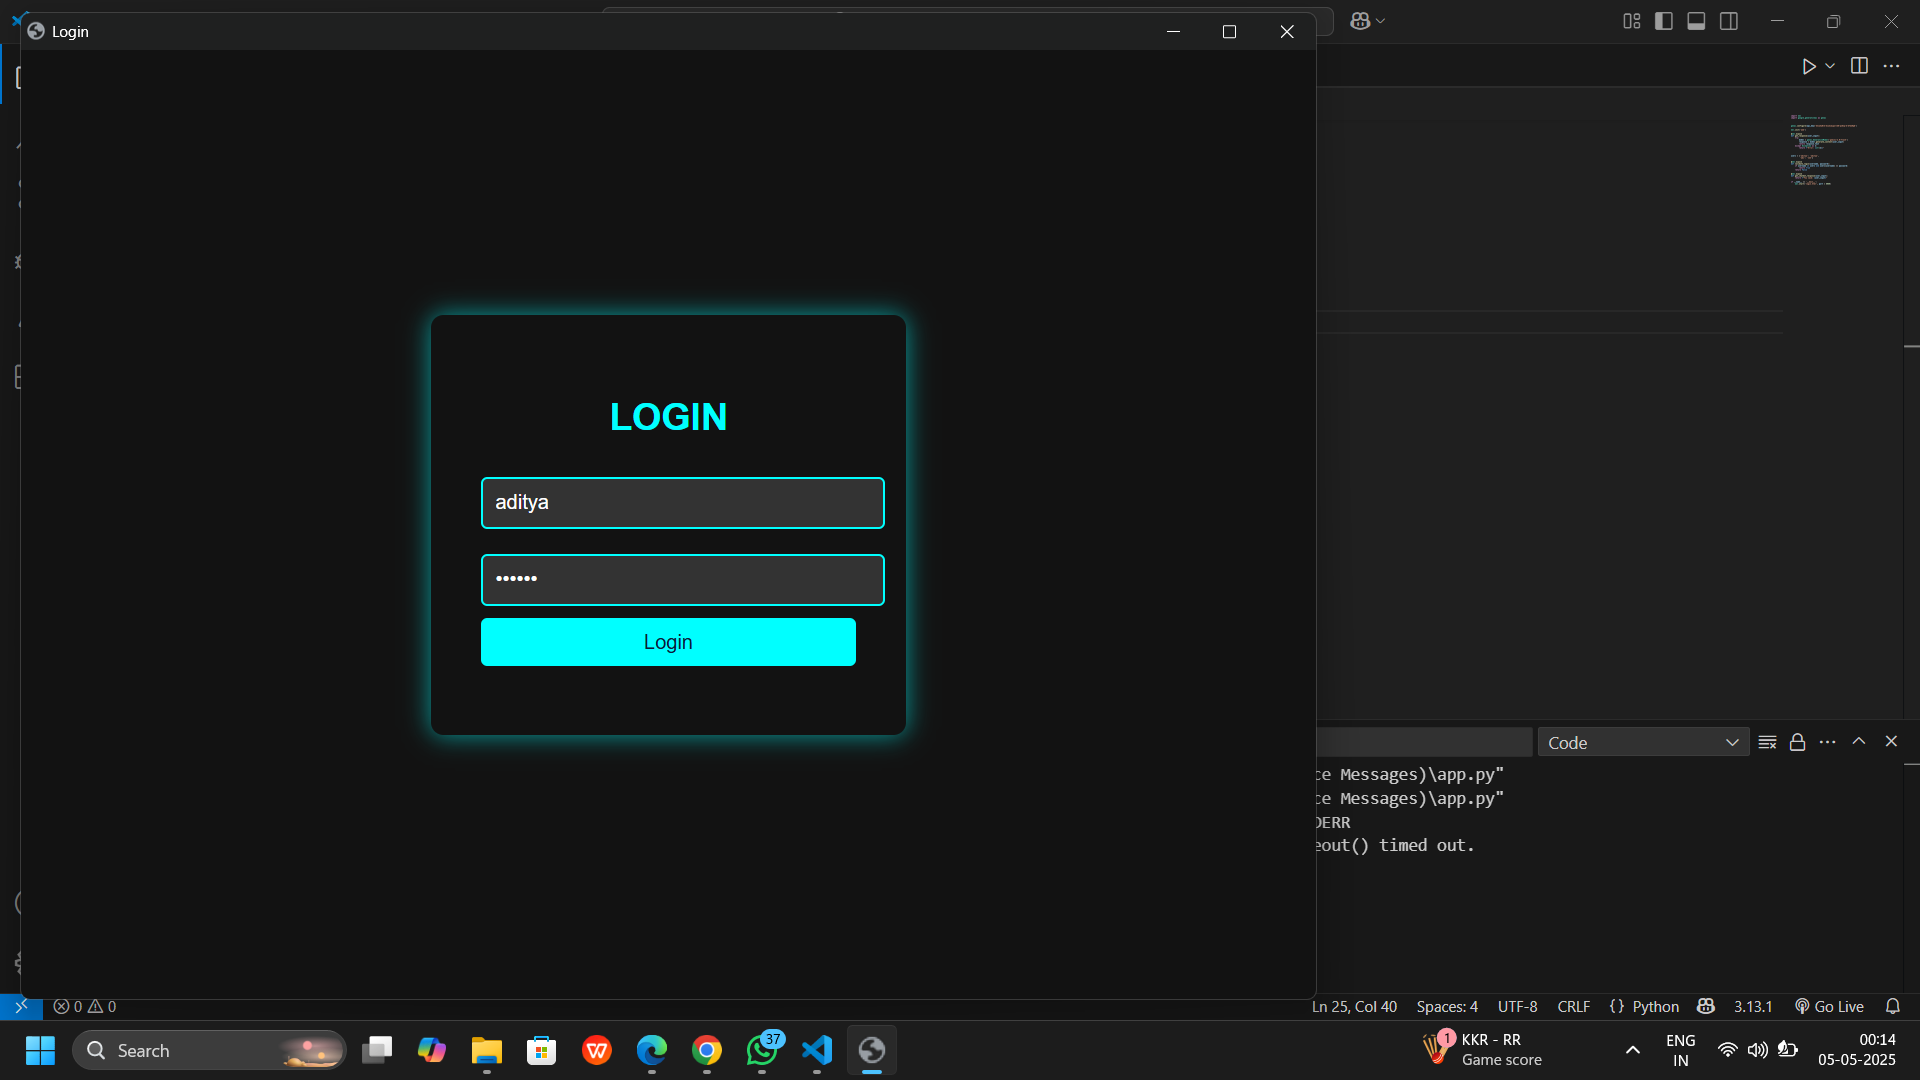 Login
LOGIN
aditya
••••••
Login
Code
ce Messages)\app.py"
ce Messages)\app.py"
DERR
eout() timed out.
0 0
Ln 25, Col 40 Spaces: 4 UTF-8 CRLF {} Python 3.13.1 Go Live
Search
37
1
KKR - RR
Game score
ENG
IN
00:14
05-05-2025